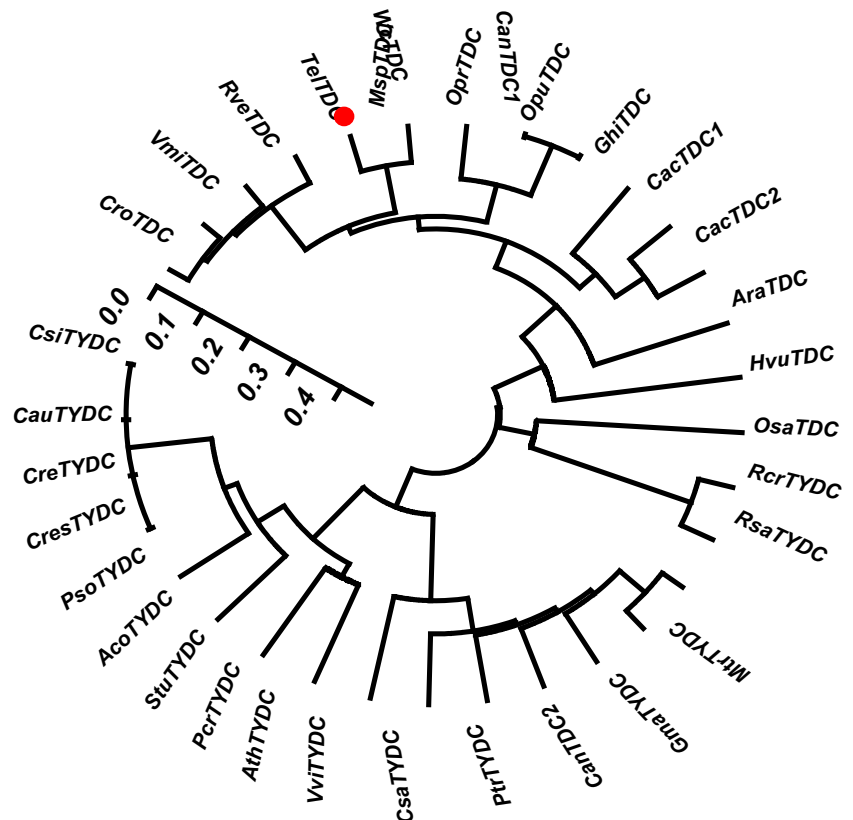 WcTDC
MspTDC
OprTDC
CanTDC1
OpuTDC
GhiTDC
CacTDC1
CacTDC2
AraTDC
HvuTDC
OsaTDC
RcrTYDC
RsaTYDC
MtrTYDC
GmaTYDC
CanTDC2
PtrTYDC
CsaTYDC
VviTYDC
AthTYDC
PcrTYDC
StuTYDC
AcoTYDC
PsoTYDC
CresTYDC
CreTYDC
CauTYDC
CsiTYDC
CroTDC
VmiTDC
RveTDC
TelTDC
0.0
0.1
0.2
0.3
0.4